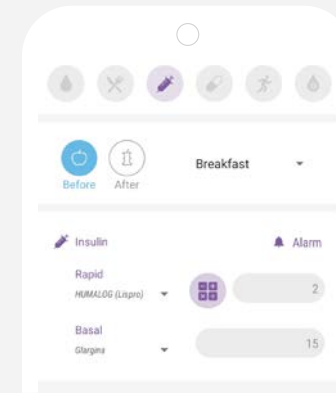 Breakfast
Before After
Insulin Alarm
Rapid
HUMALOG (Lispro) 2
Basal
Glargina 15